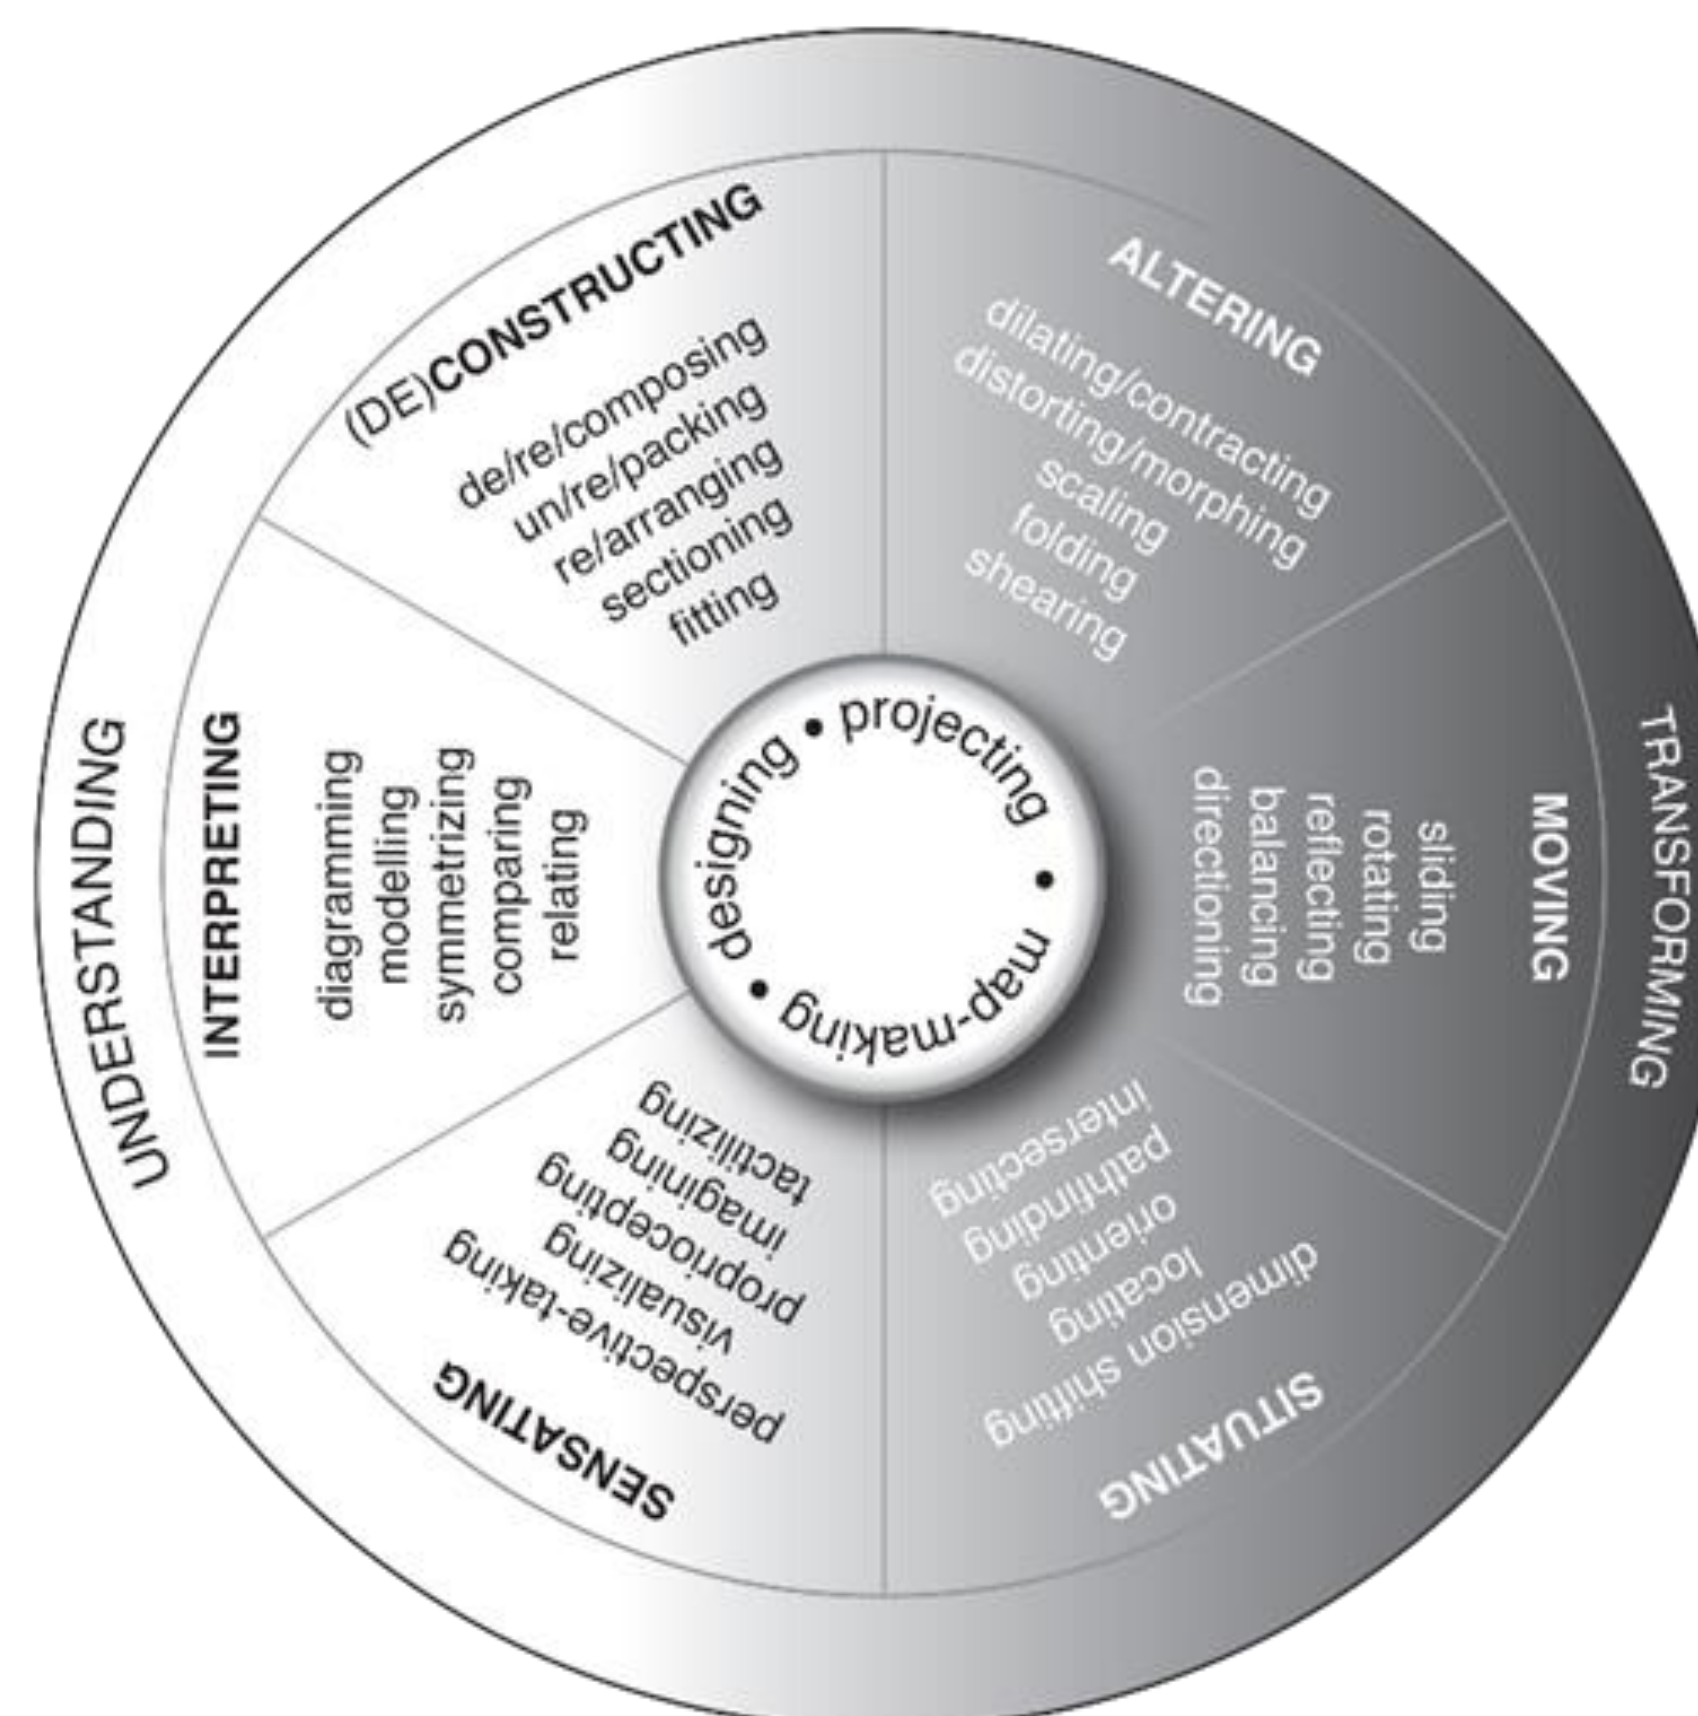 UNDERSTANDING
TRANSFORMING
(DE)CONSTRUCTING
de/re/composing
un/re/packing
re/arranging
sectioning
fitting
ALTERING
dilating/contracting
distorting/morphing
scaling
folding
shearing
MOVING
sliding
rotating
reflecting
balancing
directioning
SITUATING
dimension shifting
locating
orienting
pathfinding
intersecting
SENSATING
perspective-taking
visualizing
propriocepting
imagining
tactilizing
INTERPRETING
diagramming
modelling
symmetrizing
comparing
relating
designing • projecting • map-making •